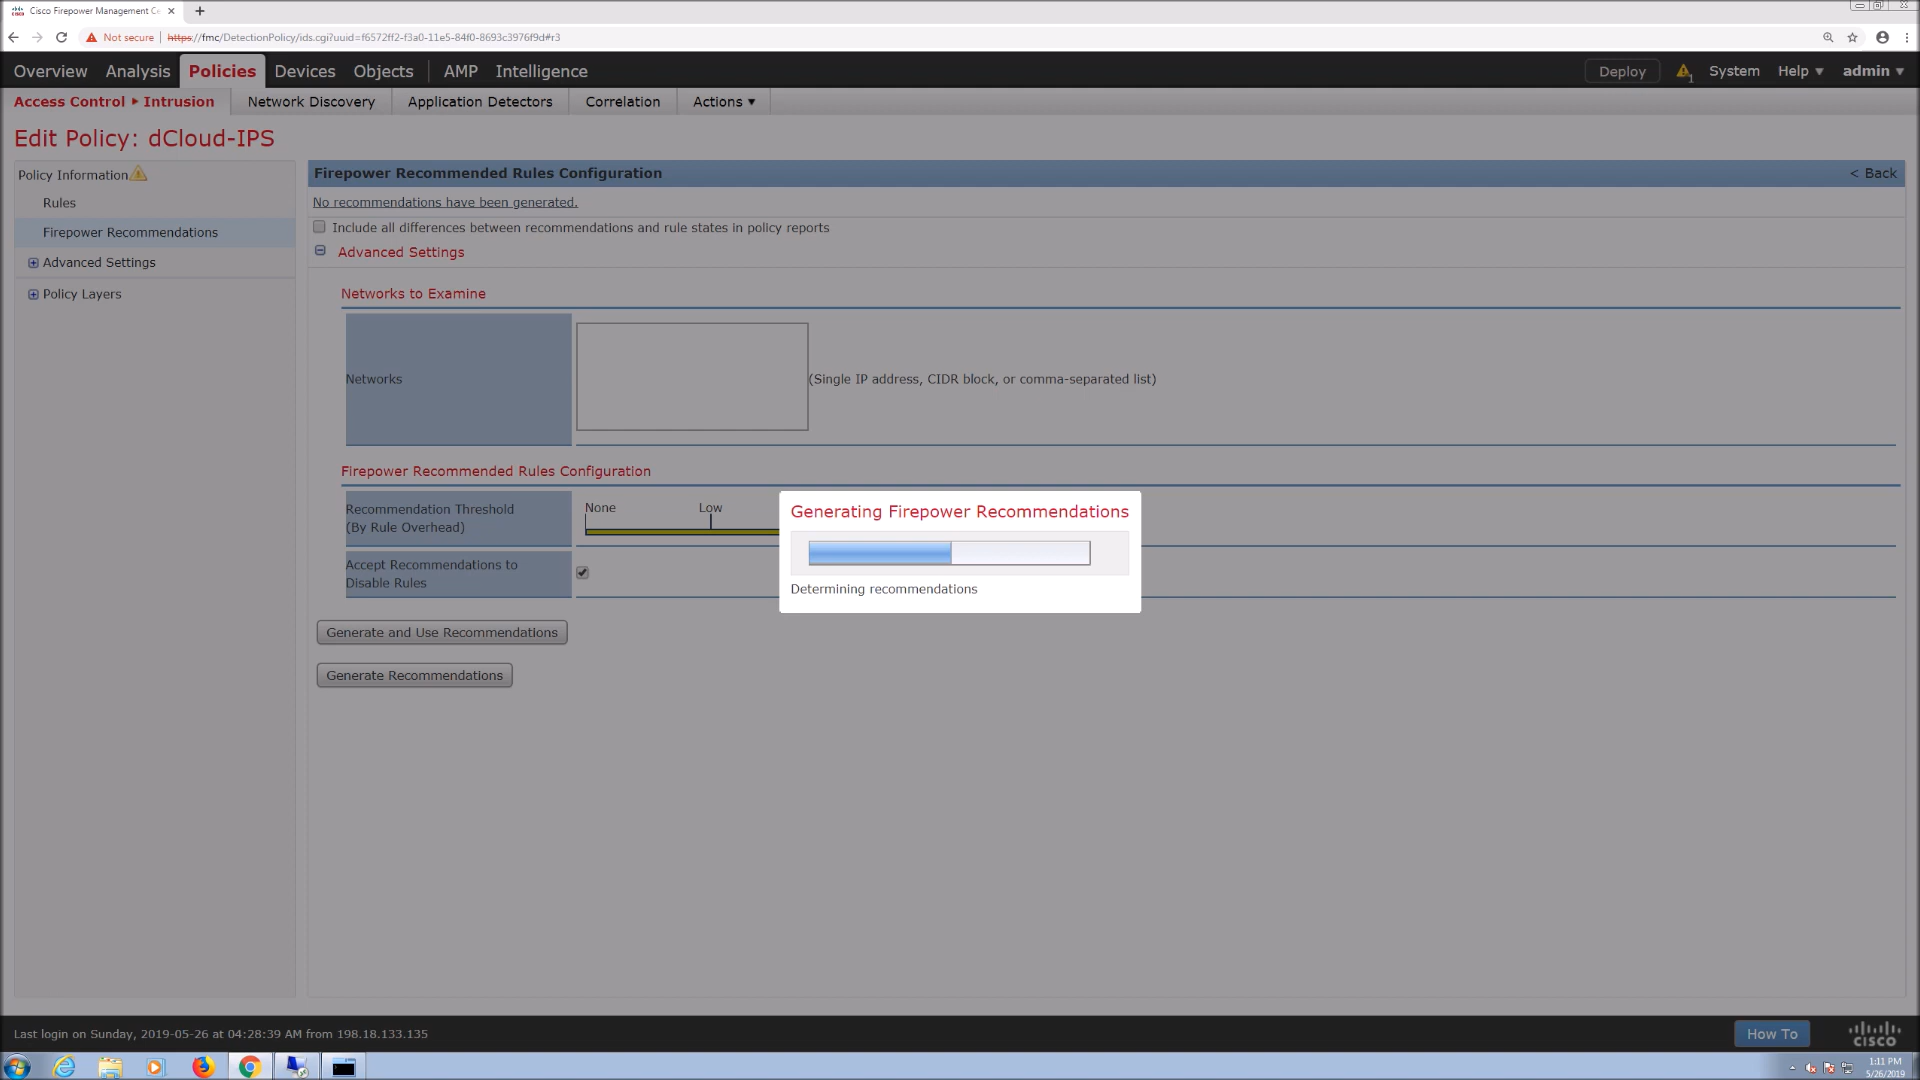 Cisco Firepower Management Ce
Not secure | https://fmc/DetectionPolicy/ids.cgi?uuid=f6572ff2-f3a0-11e5-84f0-8693c3976f9d#r3
Overview Analysis Policies Devices Objects AMP Intelligence Deploy 1 System Help ▾ admin ▾
Access Control ▸ Intrusion Network Discovery Application Detectors Correlation Actions ▾
Edit Policy: dCloud-IPS
Policy Information
Rules
Firepower Recommendations
Advanced Settings
Policy Layers
Firepower Recommended Rules Configuration < Back
No recommendations have been generated.
Include all differences between recommendations and rule states in policy reports
Advanced Settings
Networks to Examine
Networks (Single IP address, CIDR block, or comma-separated list)
Firepower Recommended Rules Configuration
Recommendation Threshold
(By Rule Overhead)
None Low
Accept Recommendations to
Disable Rules
Generating Firepower Recommendations
Determining recommendations
Generate and Use Recommendations
Generate Recommendations
Last login on Sunday, 2019-05-26 at 04:28:39 AM from 198.18.133.135
How To
CISCO
1:11 PM
5/26/2019